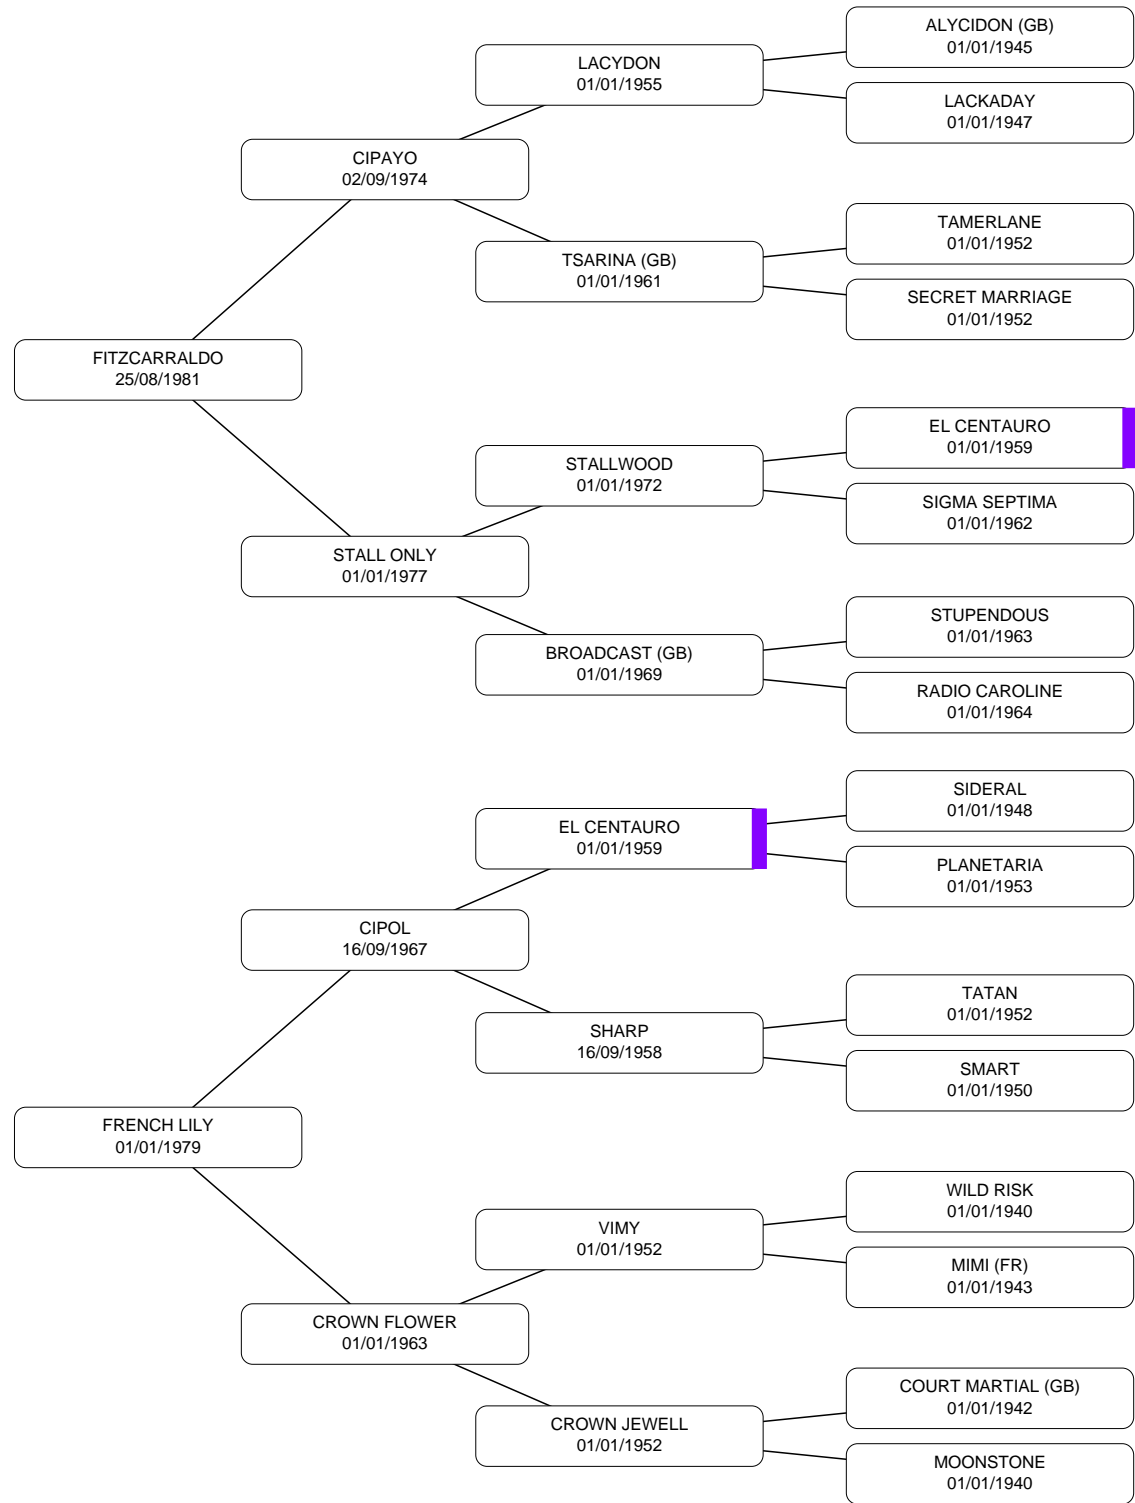 ALYCIDON (GB)
01/01/1945
LACYDON
01/01/1955
LACKADAY
01/01/1947
CIPAYO
02/09/1974
TAMERLANE
01/01/1952
TSARINA (GB)
01/01/1961
SECRET MARRIAGE
01/01/1952
FITZCARRALDO
25/08/1981
EL CENTAURO
01/01/1959
STALLWOOD
01/01/1972
SIGMA SEPTIMA
01/01/1962
STALL ONLY
01/01/1977
STUPENDOUS
01/01/1963
BROADCAST (GB)
01/01/1969
RADIO CAROLINE
01/01/1964
SIDERAL
01/01/1948
EL CENTAURO
01/01/1959
PLANETARIA
01/01/1953
CIPOL
16/09/1967
TATAN
01/01/1952
SHARP
16/09/1958
SMART
01/01/1950
FRENCH LILY
01/01/1979
WILD RISK
01/01/1940
VIMY
01/01/1952
MIMI (FR)
01/01/1943
CROWN FLOWER
01/01/1963
COURT MARTIAL (GB)
01/01/1942
CROWN JEWELL
01/01/1952
MOONSTONE
01/01/1940